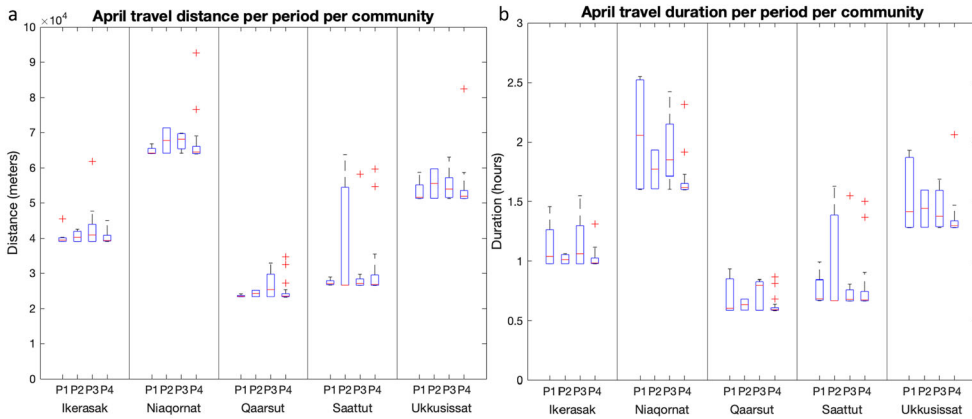 a
April travel distance per period per community
10 × 10⁴
9
8
7
6
5
4
3
2
1
0
Distance (meters)
P1 P2 P3 P4 P1 P2 P3 P4 P1 P2 P3 P4 P1 P2 P3 P4 P1 P2 P3 P4
Ikerasak Niaqornat Qaarsut Saattut Ukkusissat
b
April travel duration per period per community
3
2.5
2
1.5
1
0.5
0
Duration (hours)
P1 P2 P3 P4 P1 P2 P3 P4 P1 P2 P3 P4 P1 P2 P3 P4 P1 P2 P3 P4
Ikerasak Niaqornat Qaarsut Saattut Ukkusissat